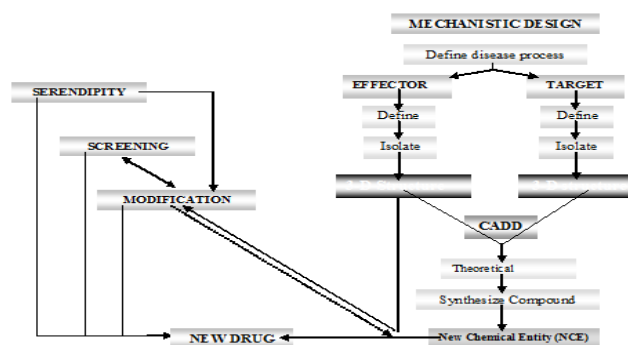 MECHANISTIC DESIGN
Define disease process
EFFECTOR
TARGET
SERENDIPITY
Define
Define
SCREENING
Isolate
Isolate
MODIFICATION
CADD
Theoretical
Synthesize Compound
NEW DRUG
New Chemical Entity (NCE)